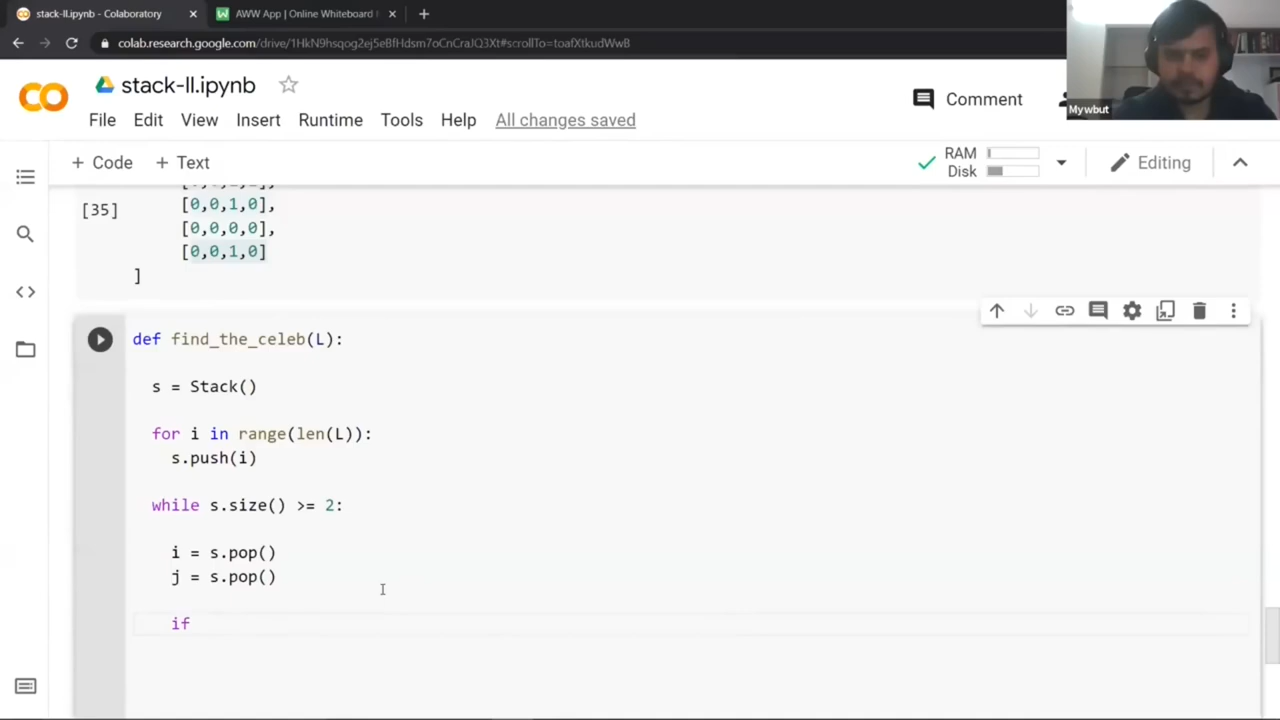 stack-ll.ipynb - Colaboratory
AWW App | Online Whiteboard
colab.research.google.com/drive/1HkN9hsqog2ej5eBfHdsm7oCnCraJQ3Xt#scrollTo=toafXtkudWwB
Mywbut
CO
stack-ll.ipynb
Comment
File Edit View Insert Runtime Tools Help All changes saved
+ Code + Text
RAM
Disk
Editing
[35]
[0,0,1,0],
[0,0,0,0],
[0,0,1,0]
]
def find_the_celeb(L):
s = Stack()
for i in range(len(L)):
s.push(i)
while s.size() >= 2:
i = s.pop()
j = s.pop()
if